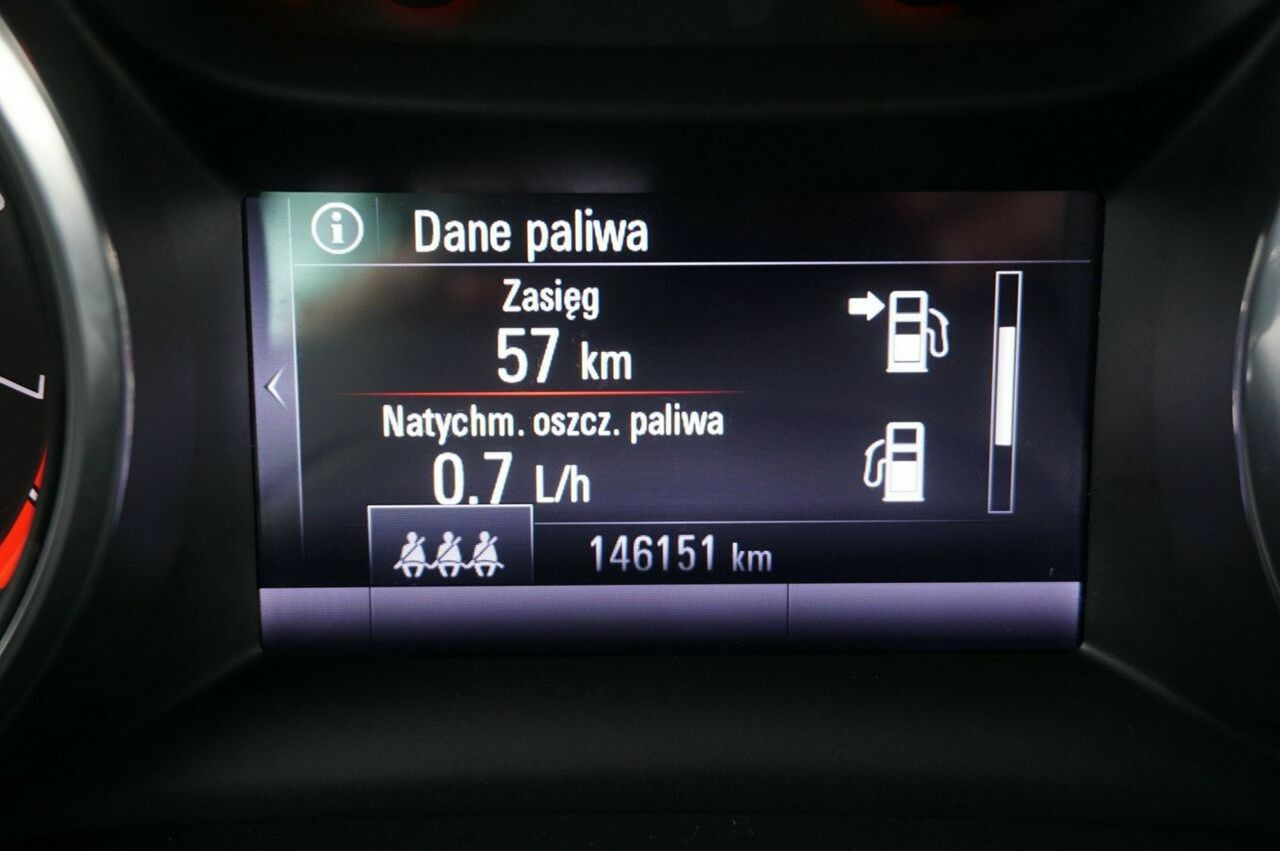 Dane paliwa
Zasięg
57 km
Natychm. oszcz. paliwa
0.7 L/h
146151 km